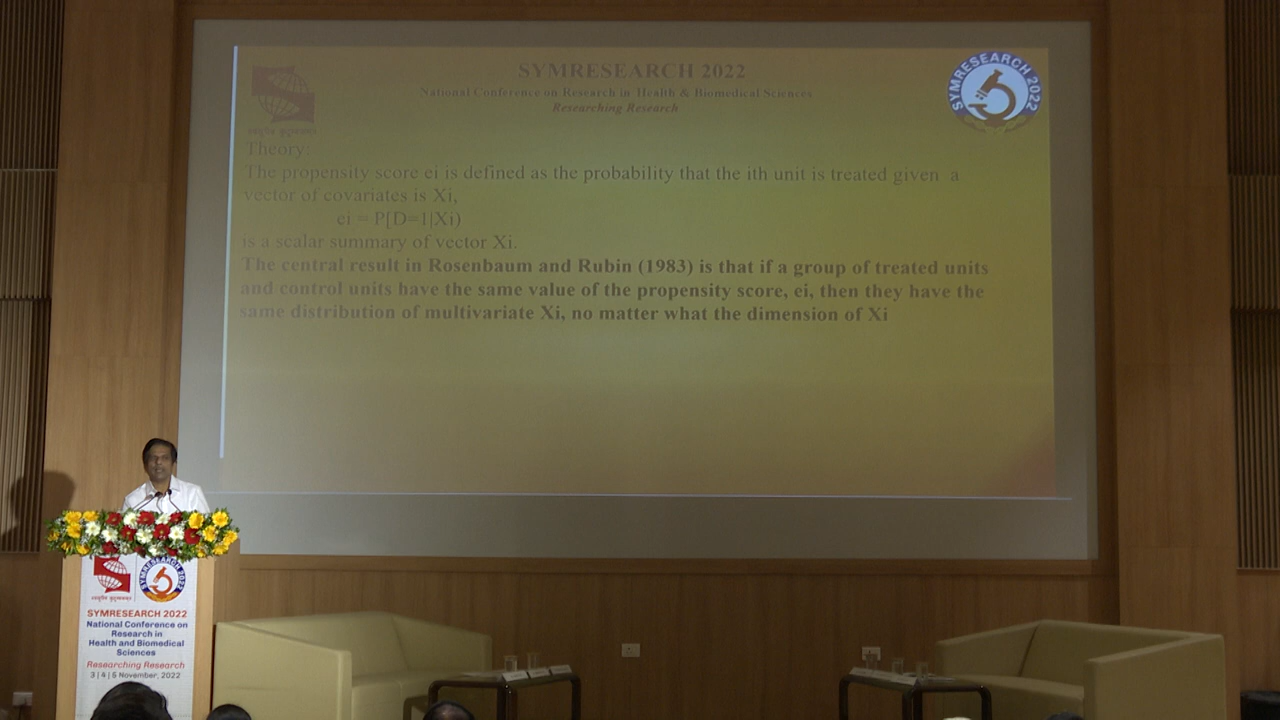 SYMRESEARCH 2022
National Conference on Research in Health & Biomedical Sciences
Researching Research
SYMRESEARCH 2022
Theory:
The propensity score ei is defined as the probability that the ith unit is treated given a
vector of covariates is Xi,
ei = P[D=1|Xi)
is a scalar summary of vector Xi.
The central result in Rosenbaum and Rubin (1983) is that if a group of treated units
and control units have the same value of the propensity score, ei, then they have the
same distribution of multivariate Xi, no matter what the dimension of Xi
SYMRESEARCH 2022
SYMRESEARCH 2022
National Conference on
Research in
Health and Biomedical
Sciences
Researching Research
3 | 4 | 5 November, 2022